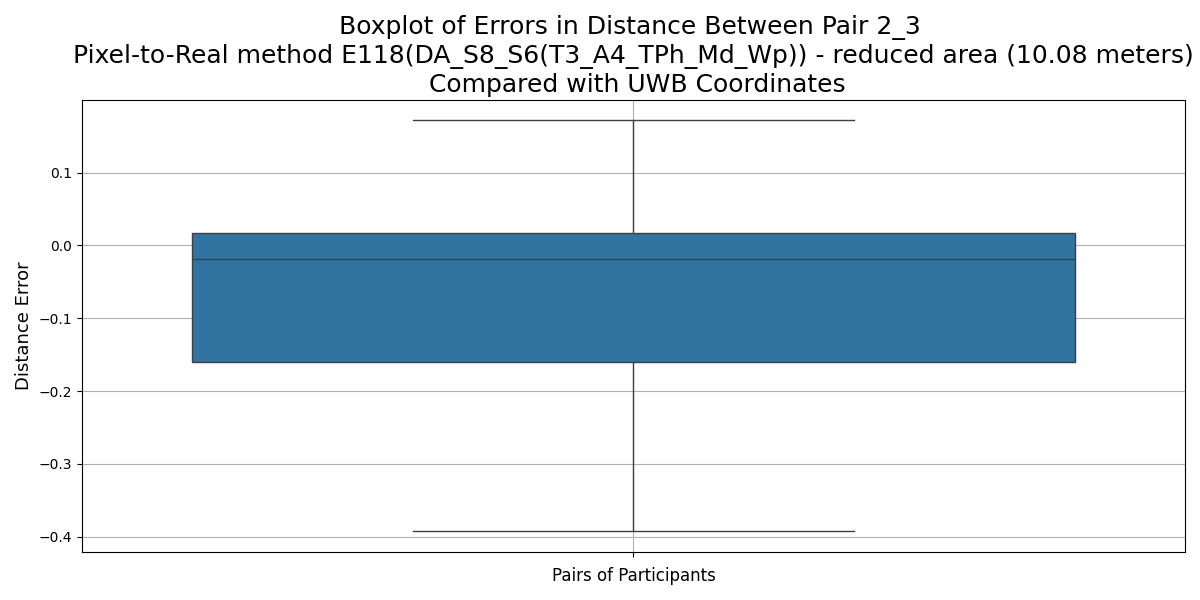 Boxplot of Errors in Distance Between Pair 2_3
Pixel-to-Real method E118(DA_S8_S6(T3_A4_TPh_Md_Wp)) - reduced area (10.08 meters)
Compared with UWB Coordinates
0.1
0.0
−0.1
−0.2
−0.3
−0.4
Distance Error
Pairs of Participants